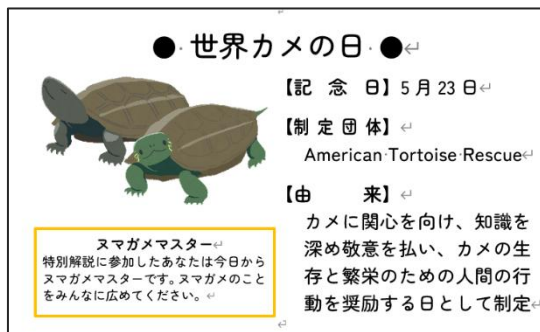 ● 世界カメの日 ●
【記 念 日】5月23日
【制定団体】
American Tortoise Rescue
【由 来】
カメに関心を向け、知識を
深め敬意を払い、カメの生
存と繁栄のための人間の行
動を奨励する日として制定
ヌマガメマスター
特別解説に参加したあなたは今日から
ヌマガメマスターです。ヌマガメのこと
をみんなに広めてください。